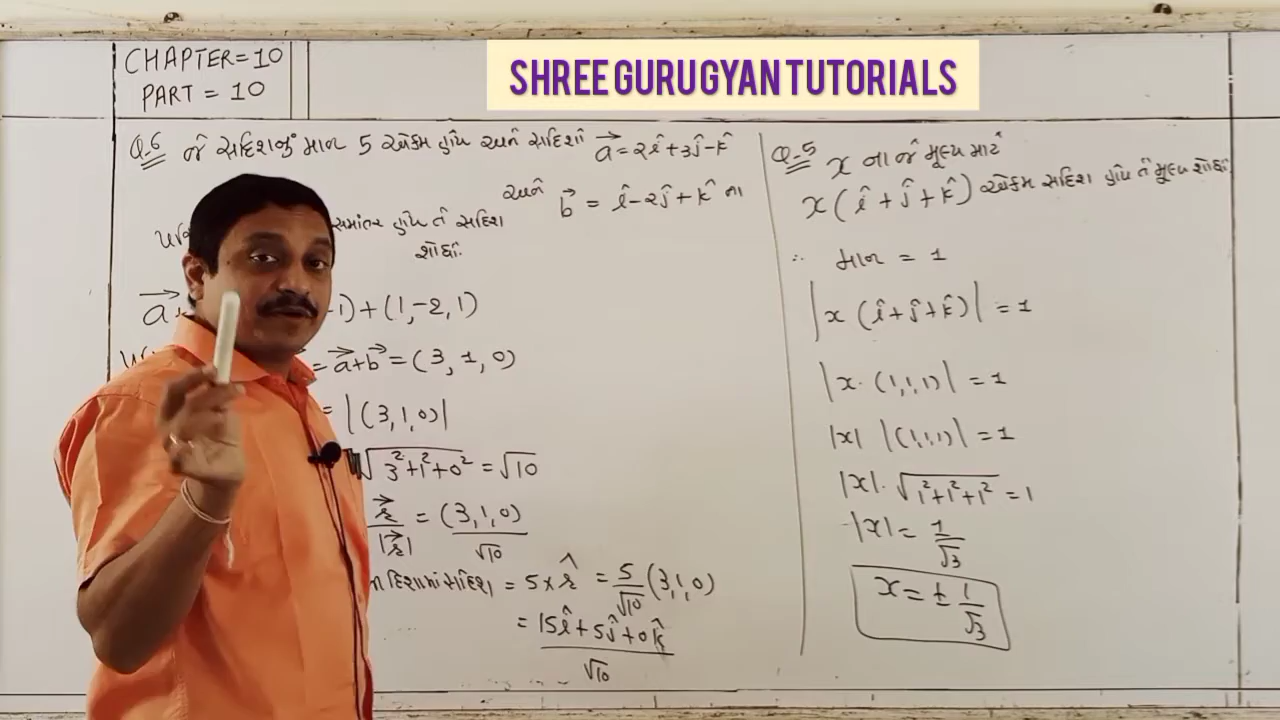 CHAPTER=10
PART = 10
SHREE GURU GYAN TUTORIALS
Q-6 જે સદિશનું માન 5 એકમ હોય અને સદિશો a⃗ = 2î+3ĵ-k̂
અને b⃗ = î-2ĵ+k̂ ના
સમાંતર હોય તે સદિશ
શોધો.
a⃗ -1)+(1,-2,1)
= a⃗+b⃗ = (3, 1, 0)
= |(3,1,0)|
√3²+1²+0² = √10
r⃗/|r⃗| = (3,1,0)/√10
દિશામાં સદિશ = 5 x r̂ = 5/√10 (3,1,0)
= 15î+5ĵ+0k̂/√10
Q-5 x ના જે મૂલ્ય માટે
x(î+ĵ+k̂) એકમ સદિશ હોય તે મૂલ્ય શોધો.
∴ માન = 1
|x (î+ĵ+k̂)| = 1
|x·(1,1,1)| = 1
|x| |(1,1,1)| = 1
|x|·√1²+1²+1² = 1
|x| = 1/√3
x = ± 1/√3